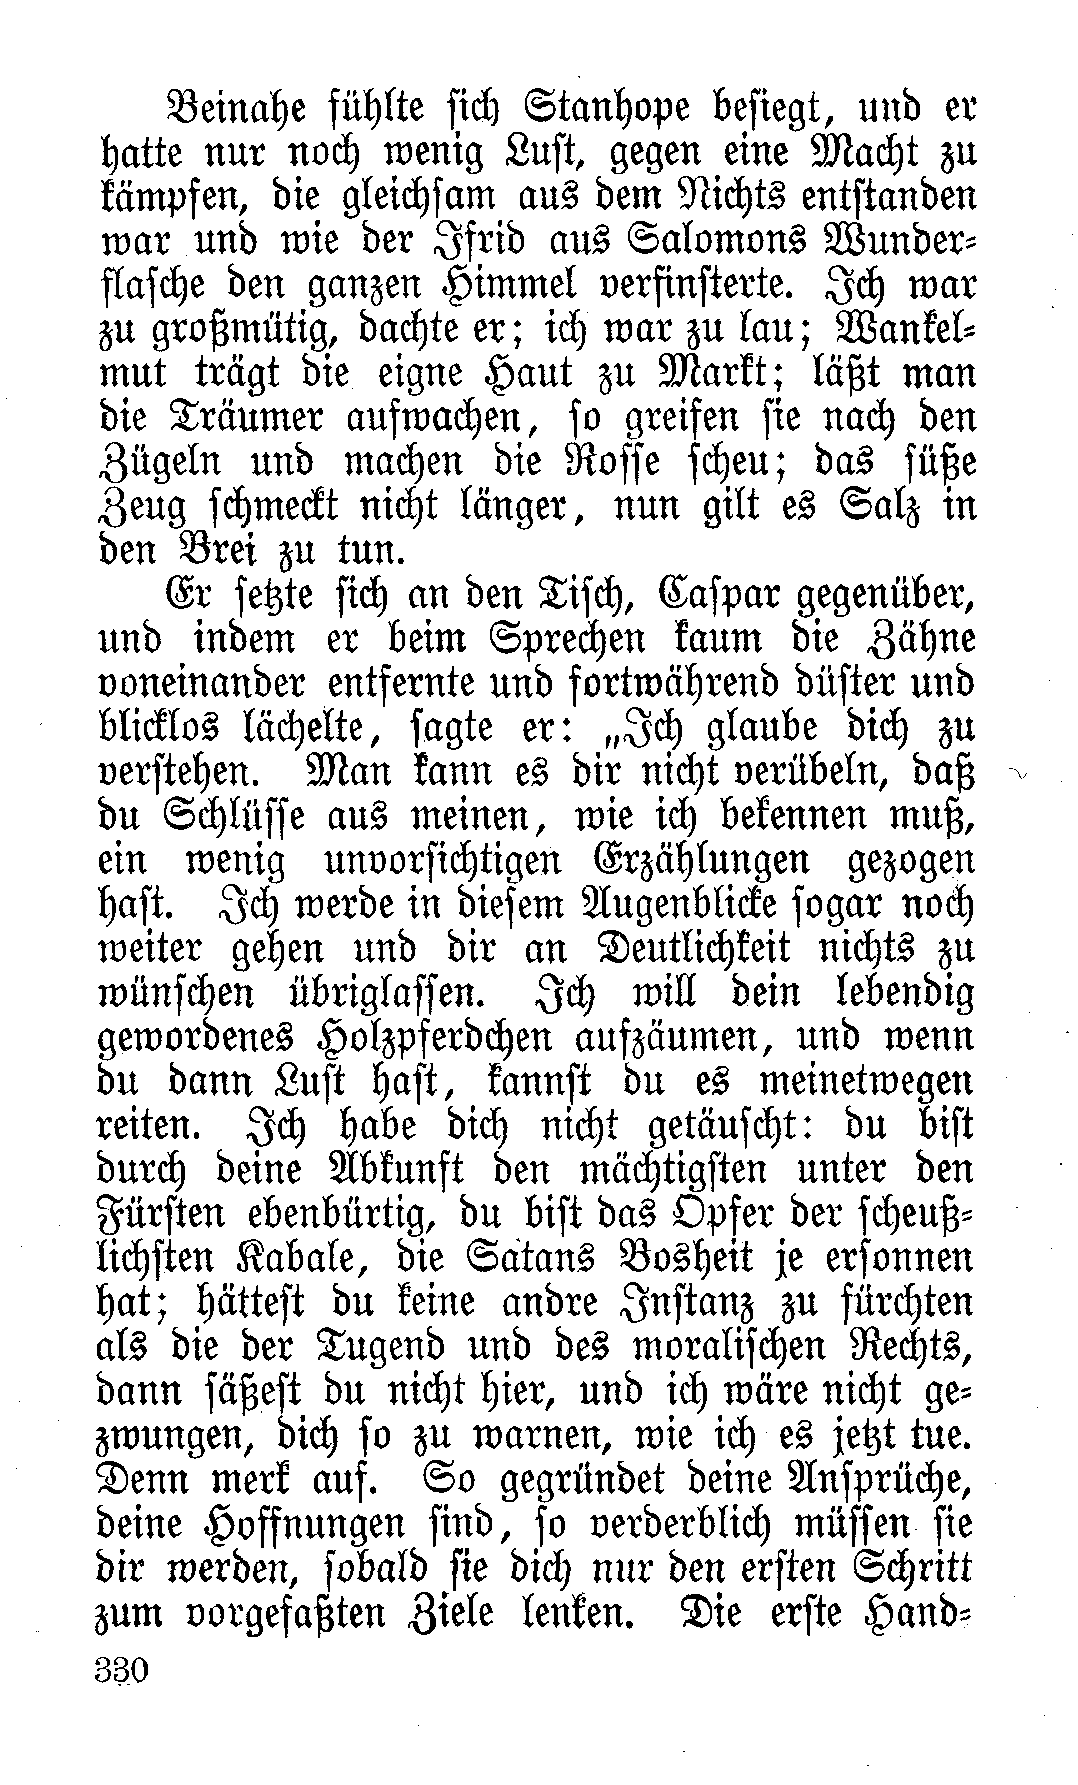 Beinahe fühlte sich Stanhope besiegt, und er
hatte nur noch wenig Lust, gegen eine Macht zu
kämpfen, die gleichsam aus dem Nichts entstanden
war und wie der Ifrid aus Salomons Wunder-
flasche den ganzen Himmel verfinsterte. Ich war
zu großmütig, dachte er; ich war zu lau; Wankel-
mut trägt die eigne Haut zu Markt; läßt man
die Träumer aufwachen, so greifen sie nach den
Zügeln und machen die Rosse scheu; das süße
Zeug schmeckt nicht länger, nun gilt es Salz in
den Brei zu tun.
Er setzte sich an den Tisch, Caspar gegenüber,
und indem er beim Sprechen kaum die Zähne
voneinander entfernte und fortwährend düster und
blicklos lächelte, sagte er: „Ich glaube dich zu
verstehen. Man kann es dir nicht verübeln, daß
du Schlüsse aus meinen, wie ich bekennen muß,
ein wenig unvorsichtigen Erzählungen gezogen
hast. Ich werde in diesem Augenblicke sogar noch
weiter gehen und dir an Deutlichkeit nichts zu
wünschen übriglassen. Ich will dein lebendig
gewordenes Holzpferdchen aufzäumen, und wenn
du dann Lust hast, kannst du es meinetwegen
reiten. Ich habe dich nicht getäuscht: du bist
durch deine Abkunft den mächtigsten unter den
Fürsten ebenbürtig, du bist das Opfer der scheuß-
lichsten Kabale, die Satans Bosheit je ersonnen
hat; hättest du keine andre Instanz zu fürchten
als die der Tugend und des moralischen Rechts,
dann säßest du nicht hier, und ich wäre nicht ge-
zwungen, dich so zu warnen, wie ich es jetzt tue.
Denn merk auf. So gegründet deine Ansprüche,
deine Hoffnungen sind, so verderblich müssen sie
dir werden, sobald sie dich nur den ersten Schritt
zum vorgefaßten Ziele lenken. Die erste Hand-
330